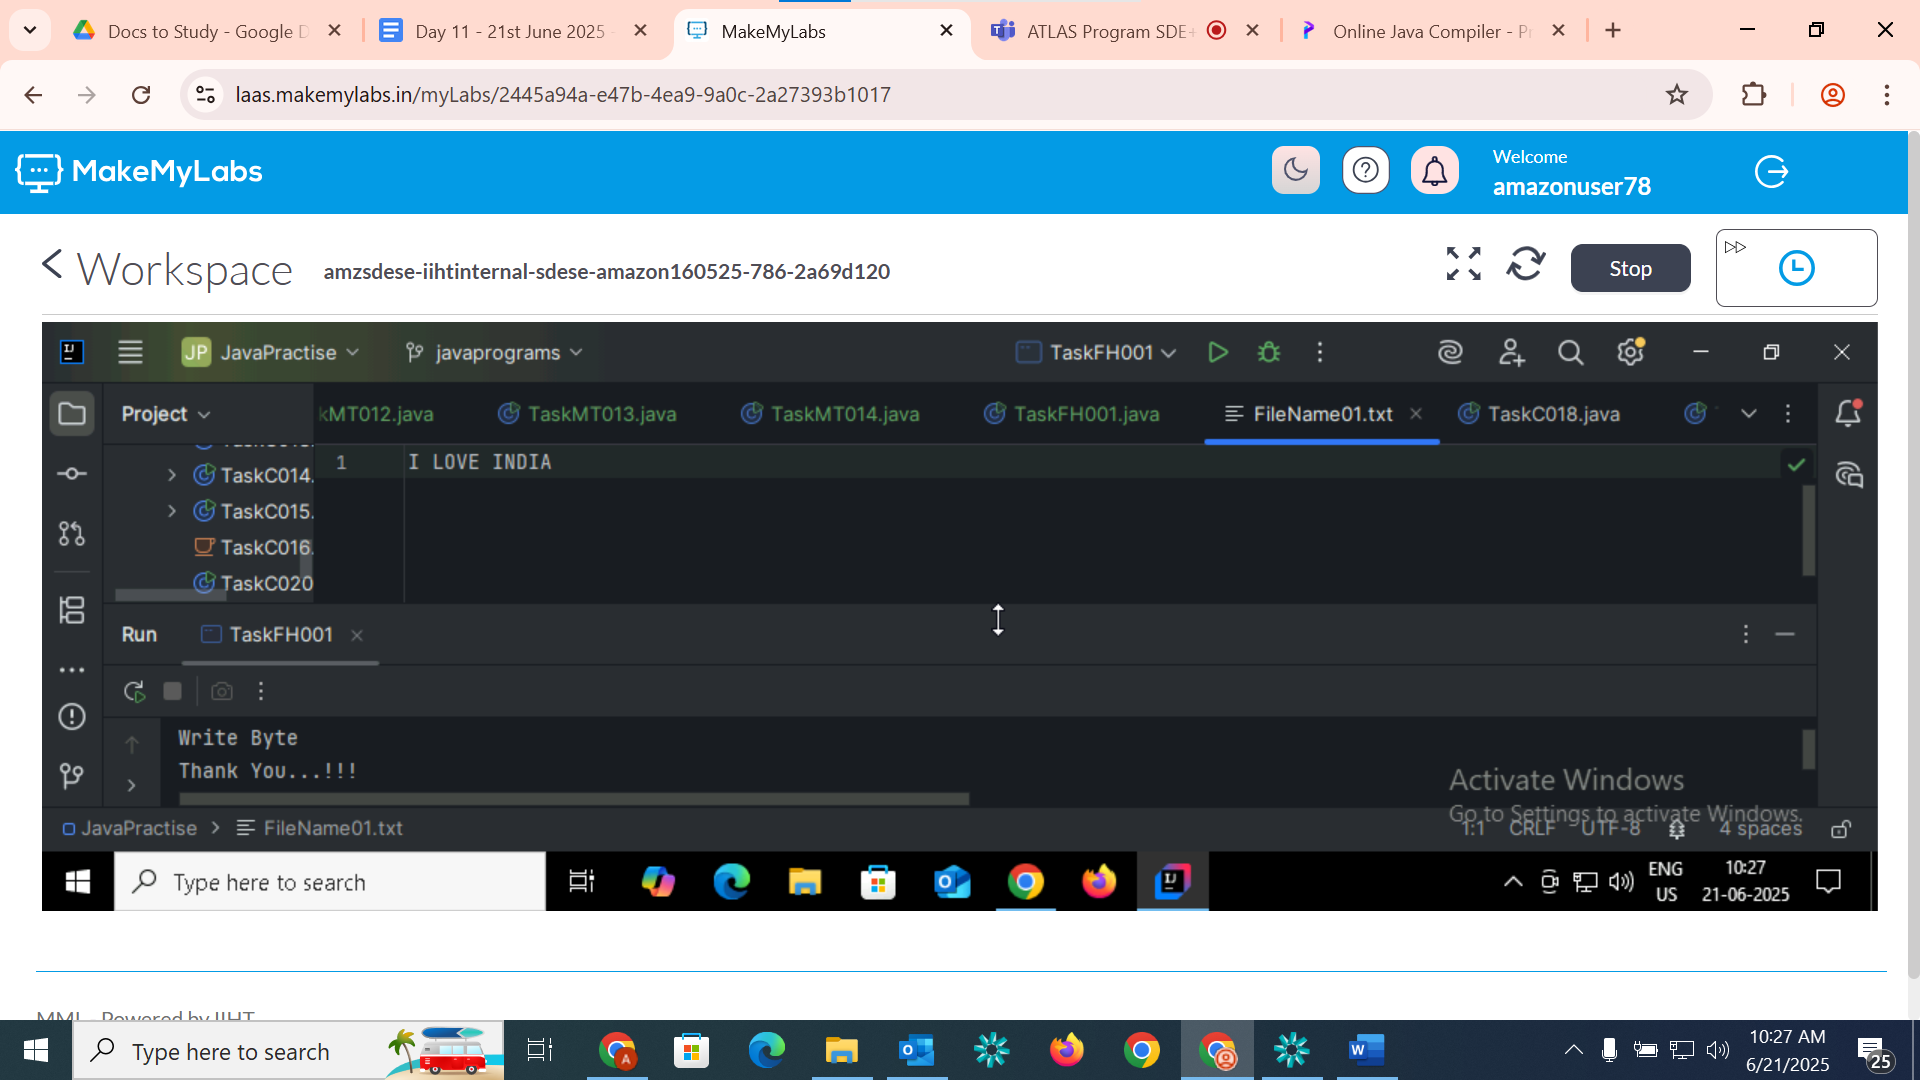 Docs to Study - Google D
Day 11 - 21st June 2025 -
MakeMyLabs
ATLAS Program SDE+
Online Java Compiler - Pr
laas.makemylabs.in/myLabs/2445a94a-e47b-4ea9-9a0c-2a27393b1017
MakeMyLabs
Welcome
amazonuser78
Workspace
amzsdese-iihtinternal-sdese-amazon160525-786-2a69d120
Stop
JP JavaPractise
javaprograms
TaskFH001
Project
kMT012.java
TaskMT013.java
TaskMT014.java
TaskFH001.java
FileName01.txt
TaskC018.java
1 I LOVE INDIA
TaskC014.
TaskC015.
TaskC016.
TaskC020
Run
TaskFH001
Write Byte
Thank You...!!!
Activate Windows
Go to Settings to activate Windows.
JavaPractise > FileName01.txt
1:1 CRLF UTF-8 4 spaces
Type here to search
ENG
US
10:27
21-06-2025
MML - Powered by IIHT
Type here to search
10:27 AM
6/21/2025
25